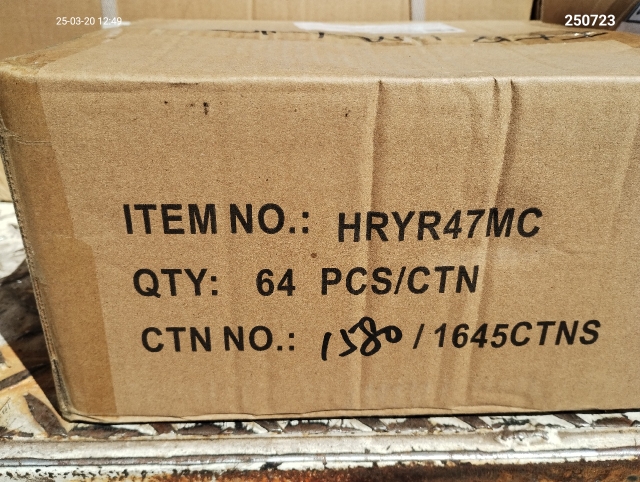 25-03-20 12:49
250723
ITEM NO.: HRYR47MC
QTY: 64 PCS/CTN
CTN NO.: 1580 / 1645CTNS